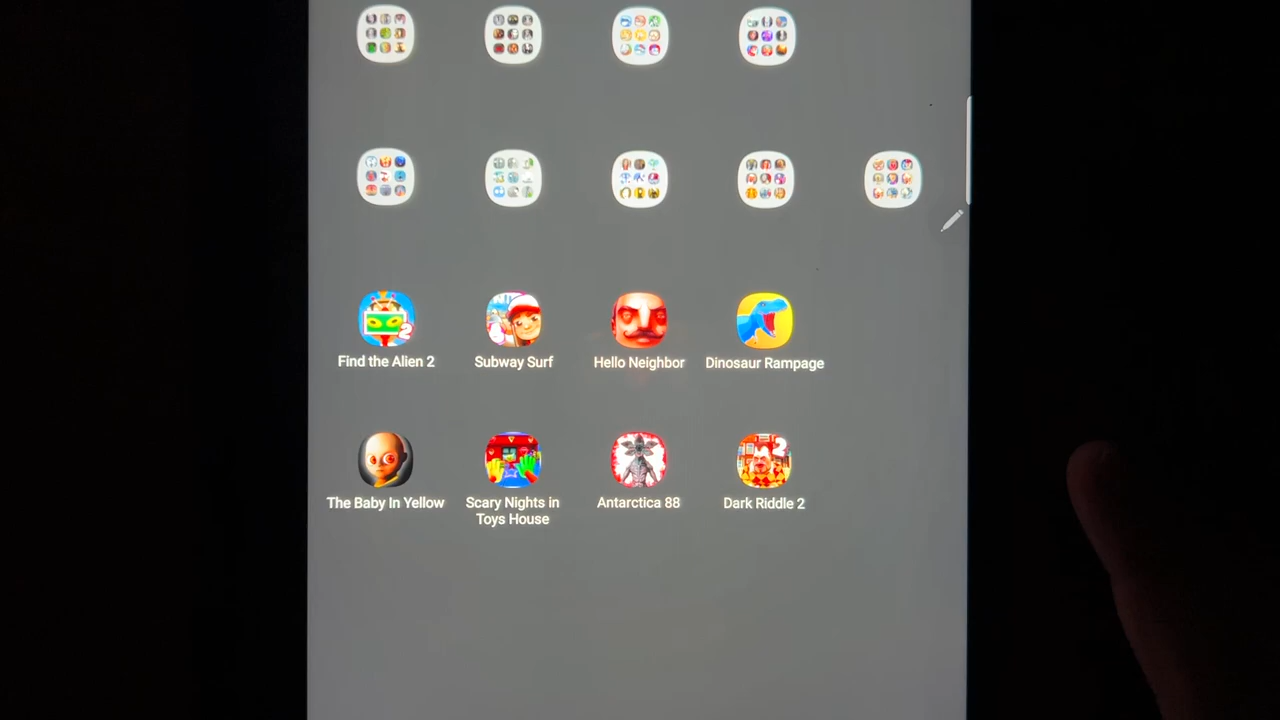 Find the Alien 2
Subway Surf
Hello Neighbor
Dinosaur Rampage
The Baby In Yellow
Scary Nights in
Toys House
Antarctica 88
Dark Riddle 2